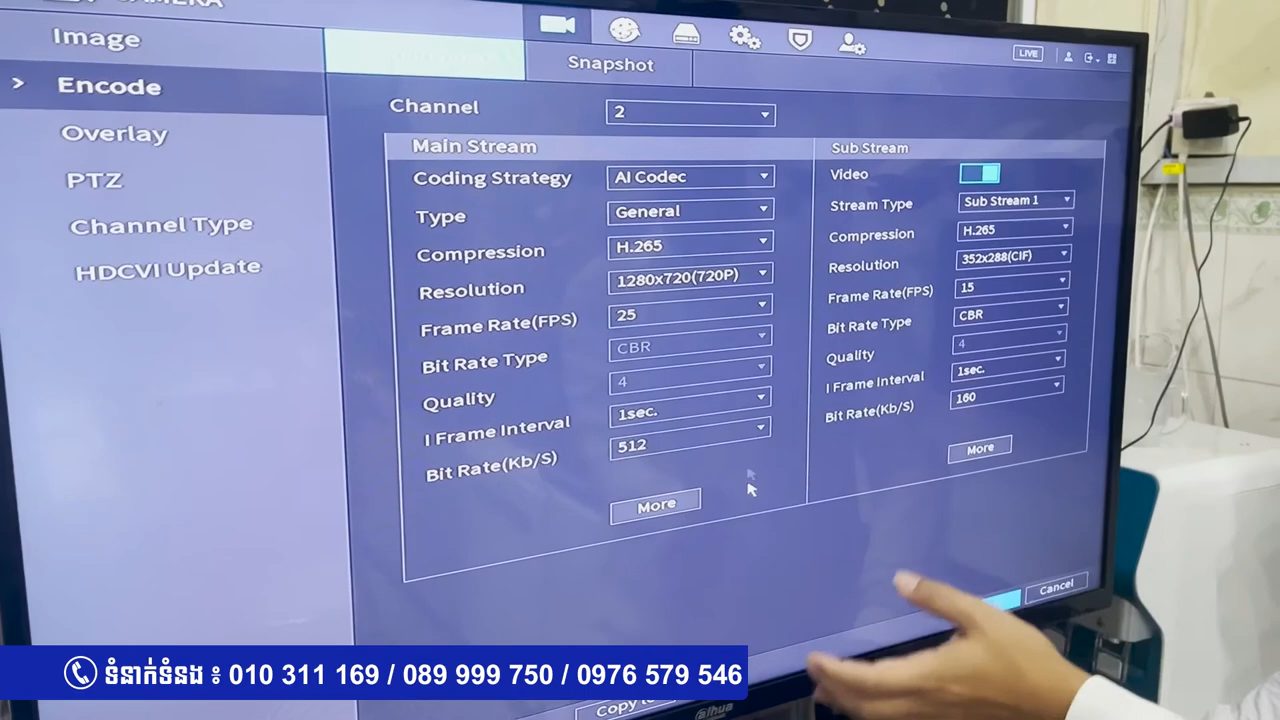 CAMERA
LIVE
Image
Encode
Overlay
PTZ
Channel Type
HDCVI Update
Snapshot
Channel 2
Main Stream
Coding Strategy AI Codec
Type General
Compression H.265
Resolution 1280x720(720P)
Frame Rate(FPS) 25
Bit Rate Type CBR
Quality 4
I Frame Interval 1sec.
Bit Rate(Kb/S) 512
More
Sub Stream
Video
Stream Type Sub Stream 1
Compression H.265
Resolution 352x288(CIF)
Frame Rate(FPS) 15
Bit Rate Type CBR
Quality 4
I Frame Interval 1sec.
Bit Rate(Kb/S) 160
More
Cancel
Copy to
alhua
ទំនាក់ទំនង ៖ 010 311 169 / 089 999 750 / 0976 579 546